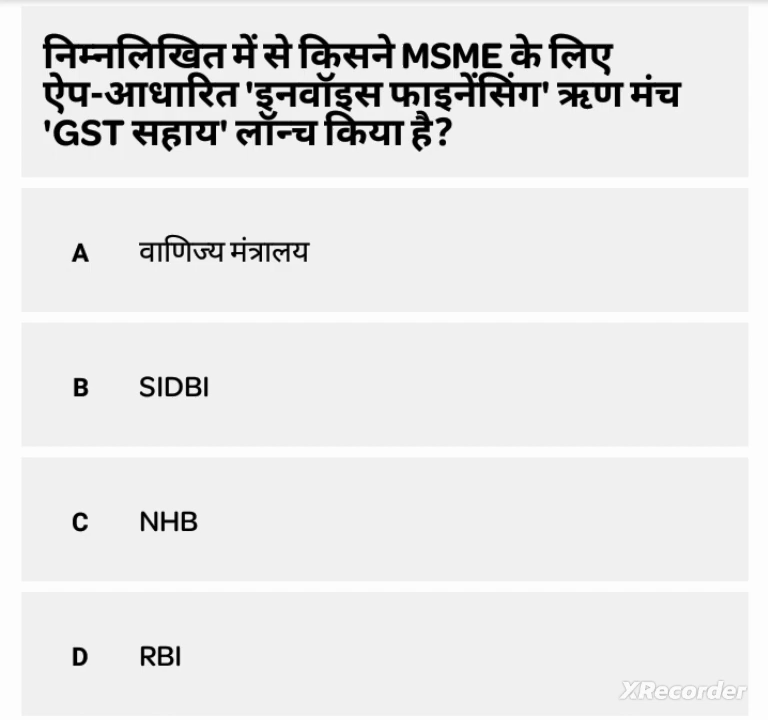 निम्नलिखित में से किसने MSME के लिए
ऐप-आधारित 'इनवॉइस फाइनेंसिंग' ऋण मंच
'GST सहाय' लॉन्च किया है?
A वाणिज्य मंत्रालय
B SIDBI
C NHB
D RBI
XRecorder